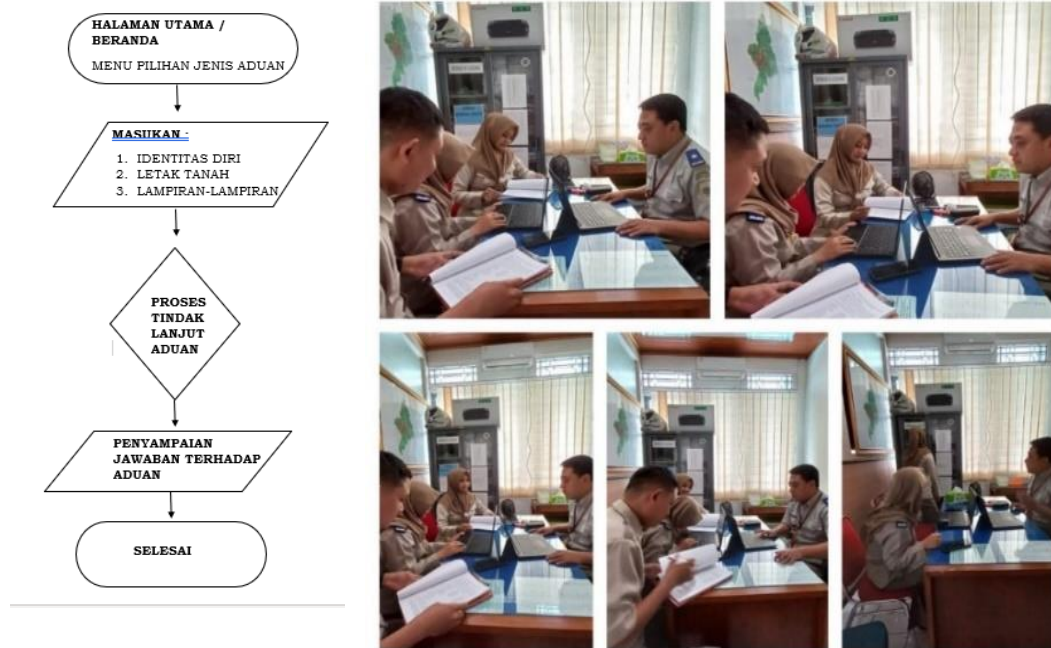 HALAMAN UTAMA /
BERANDA
MENU PILIHAN JENIS ADUAN
MASUKAN :
1. IDENTITAS DIRI
2. LETAK TANAH
3. LAMPIRAN-LAMPIRAN
PROSES
TINDAK
LANJUT
ADUAN
PENYAMPAIAN
JAWABAN TERHADAP
ADUAN
SELESAI